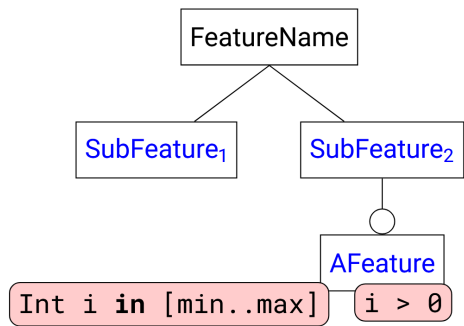 FeatureName
SubFeature₁ SubFeature₂
AFeature
Int i in [min..max] i > 0